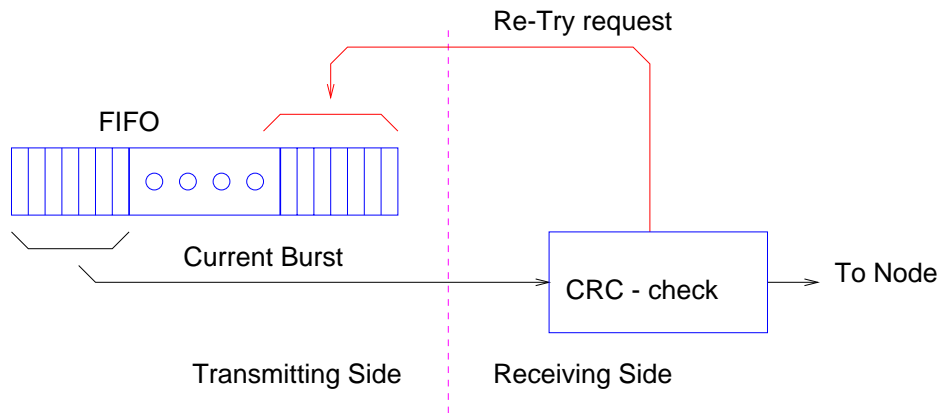 Re-Try request
FIFO
Current Burst
CRC - check
To Node
Transmitting Side
Receiving Side